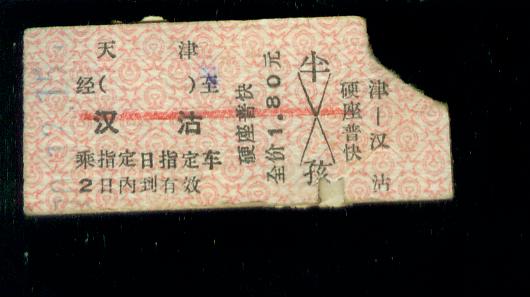 天津
经( )至
汉沽
乘指定日指定车
2日内到有效
硬座普快
全价1.80元
半
孩
硬座普快
津—汉沽